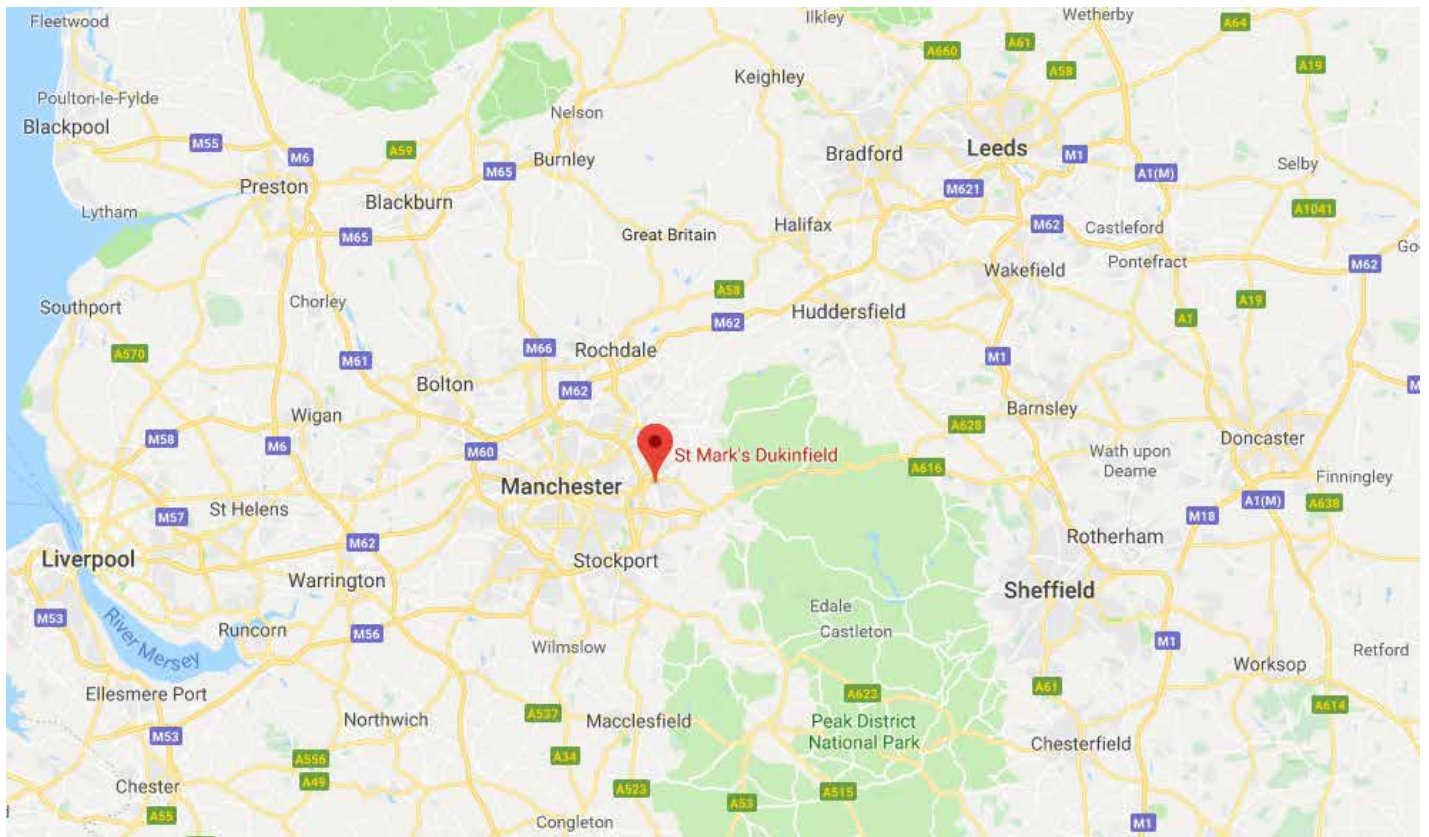 Fleetwood
Ilkley
Wetherby
A64
A660
A61
A58
A19
Keighley
Poulton-le-Fylde
Nelson
Blackpool
M55
M6
A59
Burnley
M65
Bradford
Leeds
M1
A1(M)
Selby
Preston
Blackburn
M621
Lytham
A1041
M65
Great Britain
Halifax
M62
Castleford
Go
Wakefield
Pontefract
M62
Southport
Chorley
A58
A19
Huddersfield
A1
M62
A570
M61
M66
Rochdale
M1
Bolton
M62
M
Wigan
Barnsley
M58
M6
M60
A628
Doncaster
St Mark's Dukinfield
A616
Wath upon
Dearne
Finningley
Manchester
A1(M)
A638
M57
St Helens
M18
M62
Rotherham
Liverpool
Stockport
Warrington
Sheffield
M53
River Mersey
Runcorn
M56
Edale
Castleton
Wilmslow
M1
Retford
Worksop
Ellesmere Port
A623
A61
A614
Northwich
A537
Macclesfield
Peak District
National Park
M53
Chesterfield
A556
A34
Chester
A49
A523
A53
A515
A55
Congleton
M1